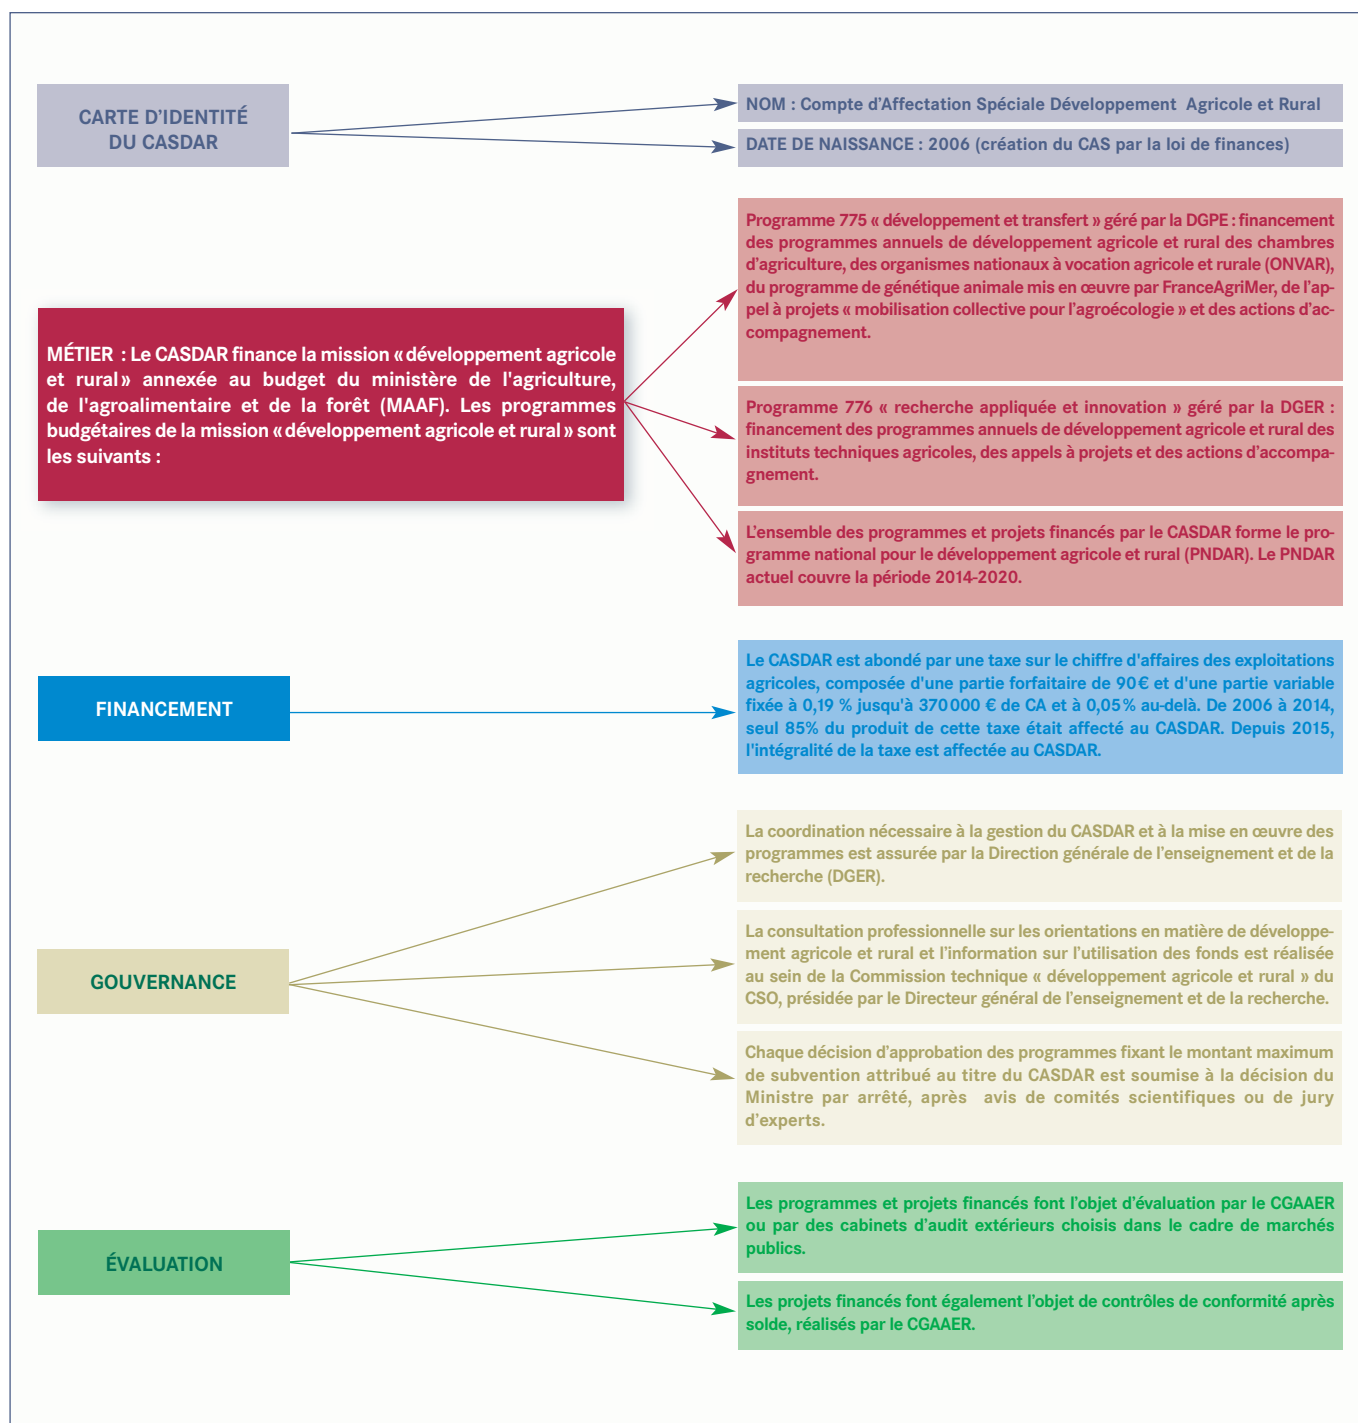 CARTE D'IDENTITÉ
DU CASDAR
NOM : Compte d'Affectation Spéciale Développement Agricole et Rural
DATE DE NAISSANCE : 2006 (création du CAS par la loi de finances)
MÉTIER : Le CASDAR finance la mission « développement agricole
et rural » annexée au budget du ministère de l'agriculture,
de l'agroalimentaire et de la forêt (MAAF). Les programmes
budgétaires de la mission « développement agricole et rural » sont
les suivants :
Programme 775 « développement et transfert » géré par la DGPE : financement
des programmes annuels de développement agricole et rural des chambres
d'agriculture, des organismes nationaux à vocation agricole et rurale (ONVAR),
du programme de génétique animale mis en œuvre par FranceAgriMer, de l'ap-
pel à projets « mobilisation collective pour l'agroécologie » et des actions d'ac-
compagnement.
Programme 776 « recherche appliquée et innovation » géré par la DGER :
financement des programmes annuels de développement agricole et rural des
instituts techniques agricoles, des appels à projets et des actions d'accompa-
gnement.
L'ensemble des programmes et projets financés par le CASDAR forme le pro-
gramme national pour le développement agricole et rural (PNDAR). Le PNDAR
actuel couvre la période 2014-2020.
FINANCEMENT
Le CASDAR est abondé par une taxe sur le chiffre d'affaires des exploitations
agricoles, composée d'une partie forfaitaire de 90 € et d'une partie variable
fixée à 0,19 % jusqu'à 370 000 € de CA et à 0,05 % au-delà. De 2006 à 2014,
seul 85% du produit de cette taxe était affecté au CASDAR. Depuis 2015,
l'intégralité de la taxe est affectée au CASDAR.
GOUVERNANCE
La coordination nécessaire à la gestion du CASDAR et à la mise en œuvre des
programmes est assurée par la Direction générale de l'enseignement et de la
recherche (DGER).
La consultation professionnelle sur les orientations en matière de développe-
ment agricole et rural et l'information sur l'utilisation des fonds est réalisée
au sein de la Commission technique « développement agricole et rural » du
CSO, présidée par le Directeur général de l'enseignement et de la recherche.
Chaque décision d'approbation des programmes fixant le montant maximum
de subvention attribué au titre du CASDAR est soumise à la décision du
Ministre par arrêté, après avis de comités scientifiques ou de jury
d'experts.
ÉVALUATION
Les programmes et projets financés font l'objet d'évaluation par le CGAAER
ou par des cabinets d'audit extérieurs choisis dans le cadre de marchés
publics.
Les projets financés font également l'objet de contrôles de conformité après
solde, réalisés par le CGAAER.